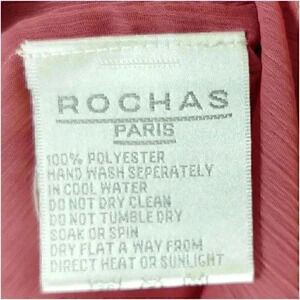 ROCHAS
PARIS
100% POLYESTER
HAND WASH SEPERATELY
IN COOL WATER
DO NOT DRY CLEAN
DO NOT TUMBLE DRY
SOAK OR SPIN
DRY FLAT A WAY FROM
DIRECT HEAT OR SUNLIGHT